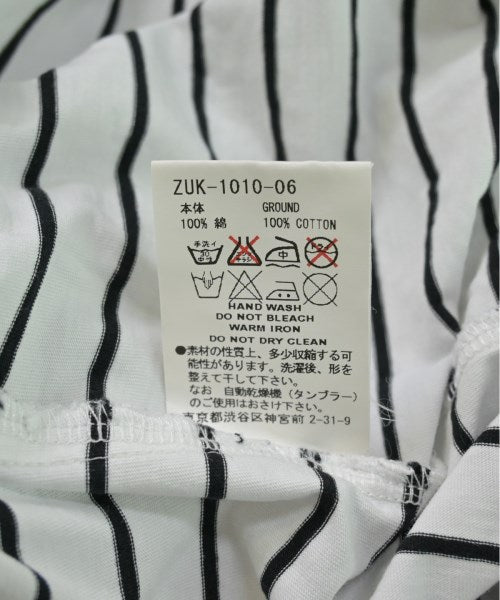 ZUK-1010-06
本体 GROUND
100% 綿 100% COTTON
手洗イ
30
中
HAND WASH
DO NOT BLEACH
WARM IRON
DO NOT DRY CLEAN
●素材の性質上、多少収縮する可
能性があります。洗濯後、形を
整えて干して下さい。
なお 自動乾燥機（タンブラー）
のご使用はおさけ下さい。
東京都渋谷区神宮前 2-31-9